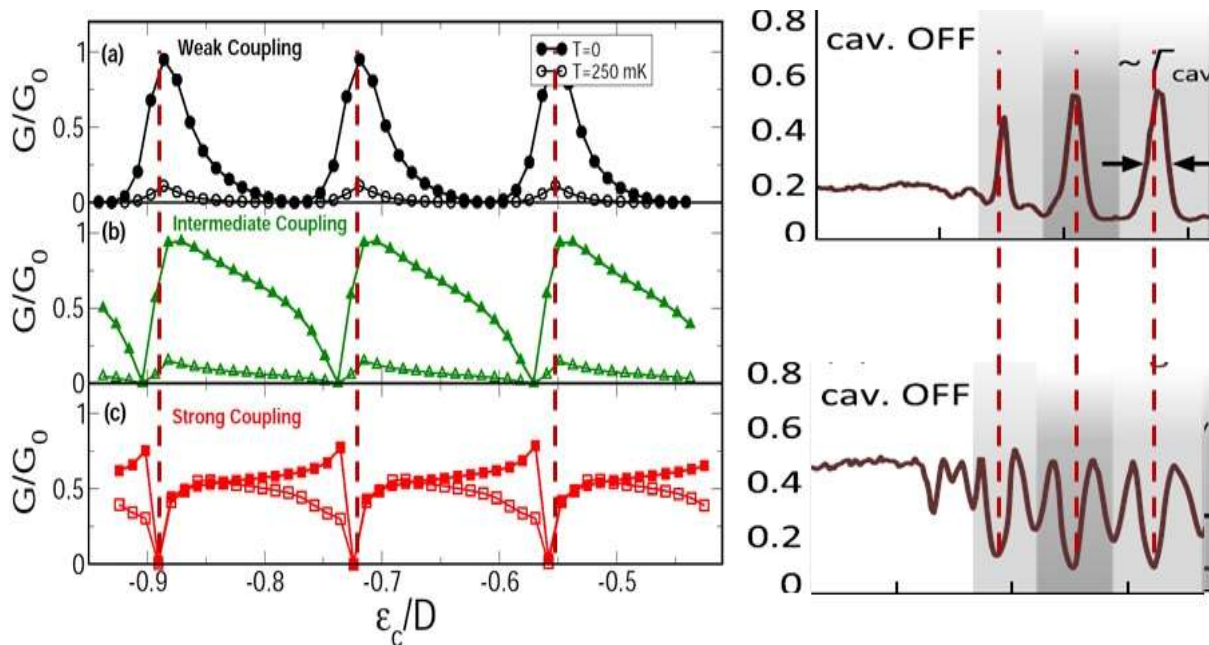 (a)
Weak Coupling
T=0
T=250 mK
G/G₀
1
0.5
0
(b)
Intermediate Coupling
G/G₀
1
0.5
0
(c)
Strong Coupling
G/G₀
1
0.5
0
-0.9
-0.8
-0.7
-0.6
-0.5
ε_c/D
0.8
cav. OFF
0.6
~ Γ cav
0.4
0.2
0
0.8
cav. OFF
0.6
0.4
0.2
0